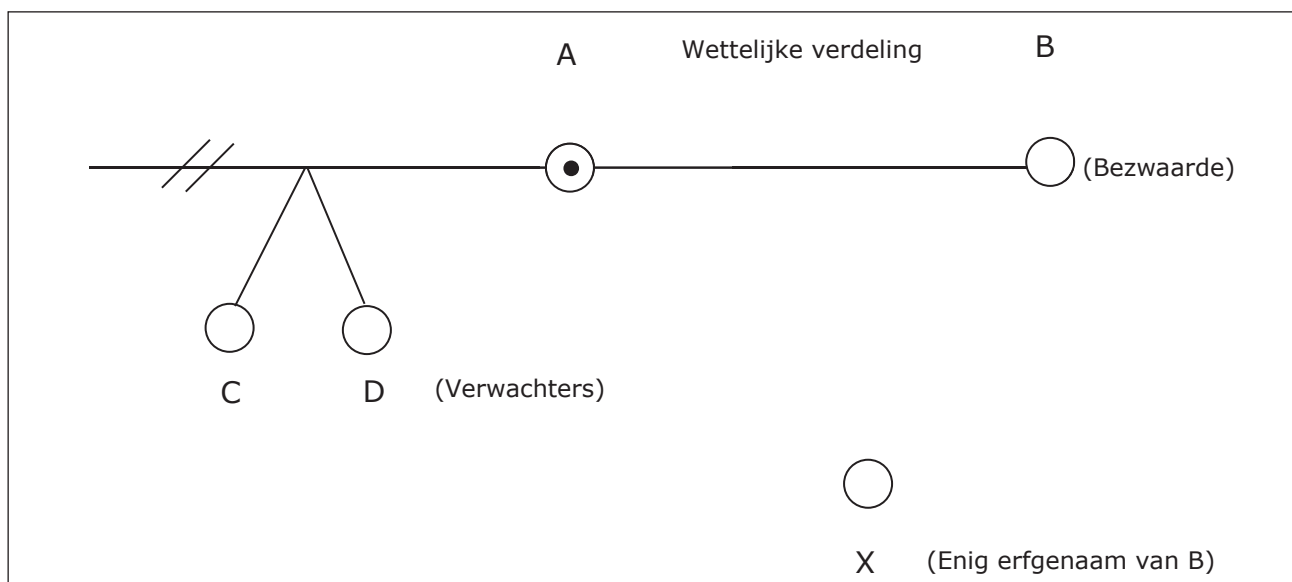 A Wettelijke verdeling B
(Bezwaarde)
C D (Verwachters)
X (Enig erfgenaam van B)